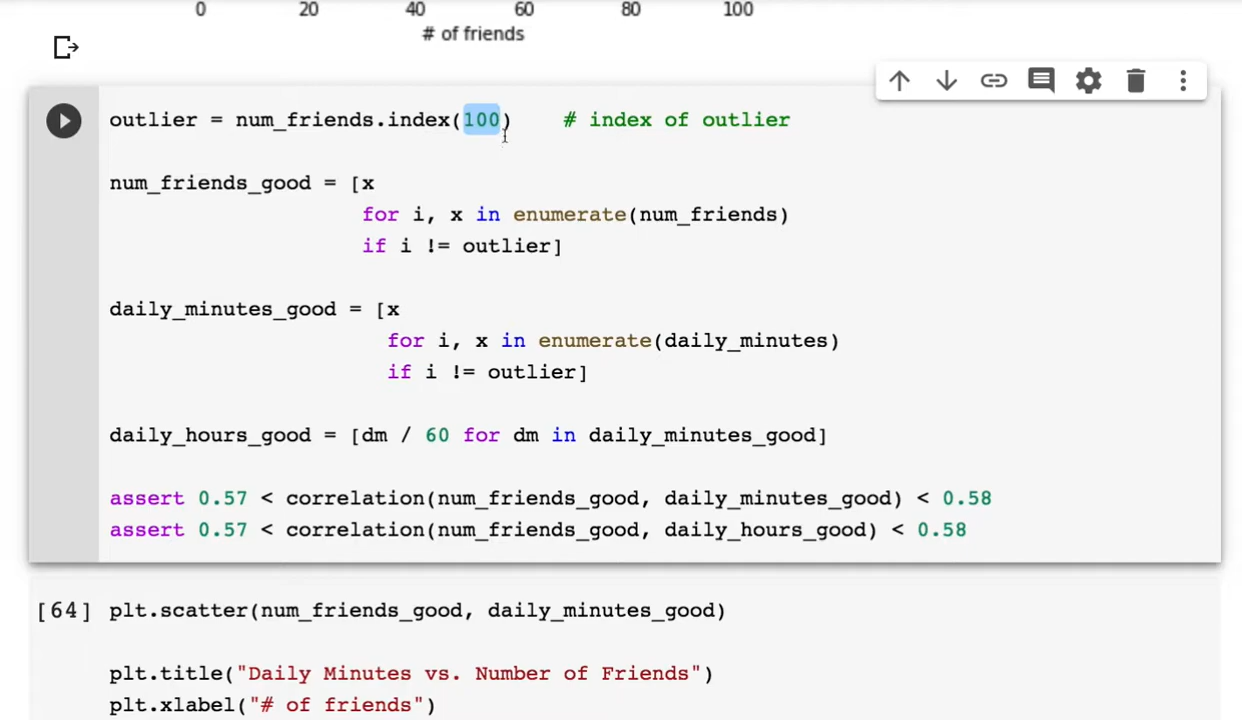 0 20 40 60 80 100
# of friends
outlier = num_friends.index(100)    # index of outlier
num_friends_good = [x
                    for i, x in enumerate(num_friends)
                    if i != outlier]
daily_minutes_good = [x
                      for i, x in enumerate(daily_minutes)
                      if i != outlier]
daily_hours_good = [dm / 60 for dm in daily_minutes_good]
assert 0.57 < correlation(num_friends_good, daily_minutes_good) < 0.58
assert 0.57 < correlation(num_friends_good, daily_hours_good) < 0.58
[64] plt.scatter(num_friends_good, daily_minutes_good)
plt.title("Daily Minutes vs. Number of Friends")
plt.xlabel("# of friends")